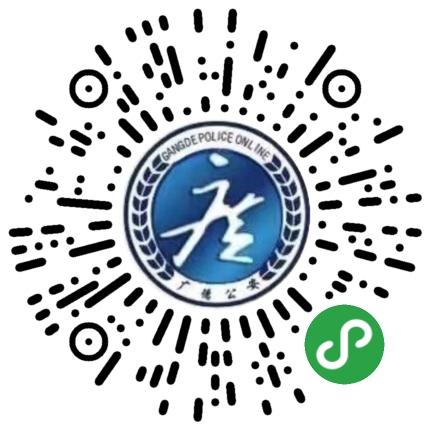 GANGDE POLICE ONLINE
广德公安